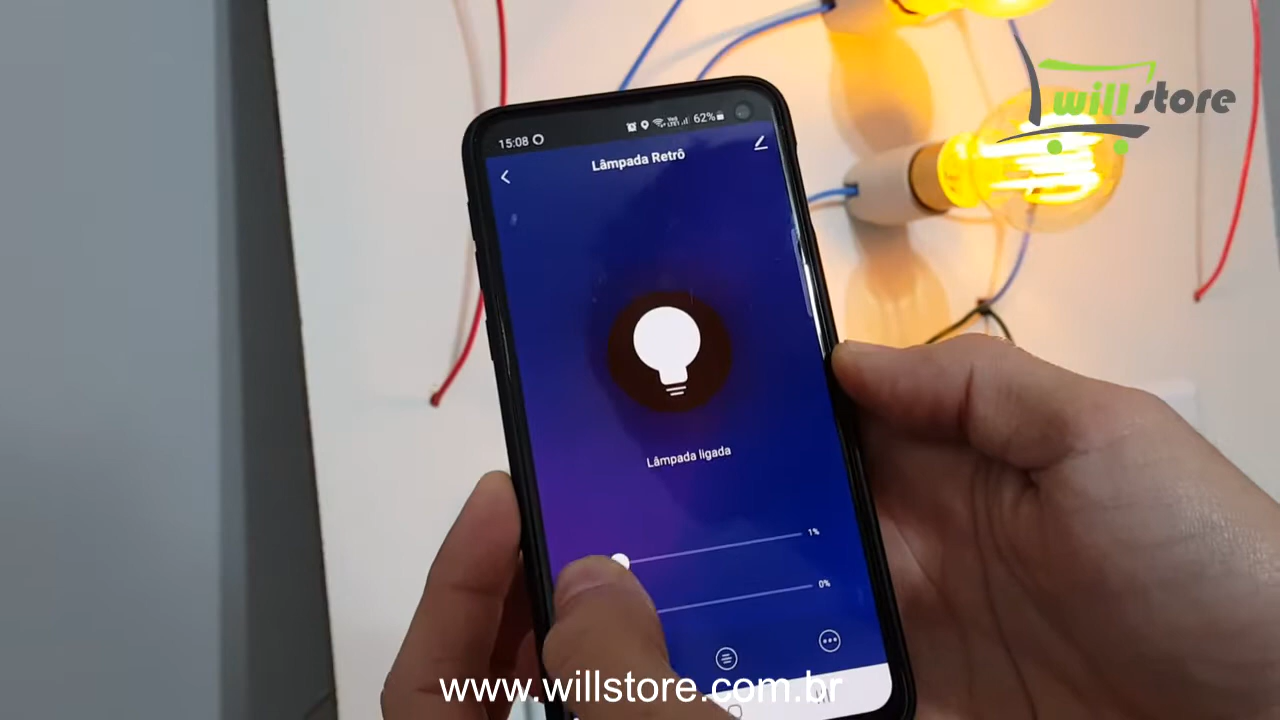 will store
15:08
62%
Lâmpada Retrô
Lâmpada ligada
1%
0%
www.willstore.com.br